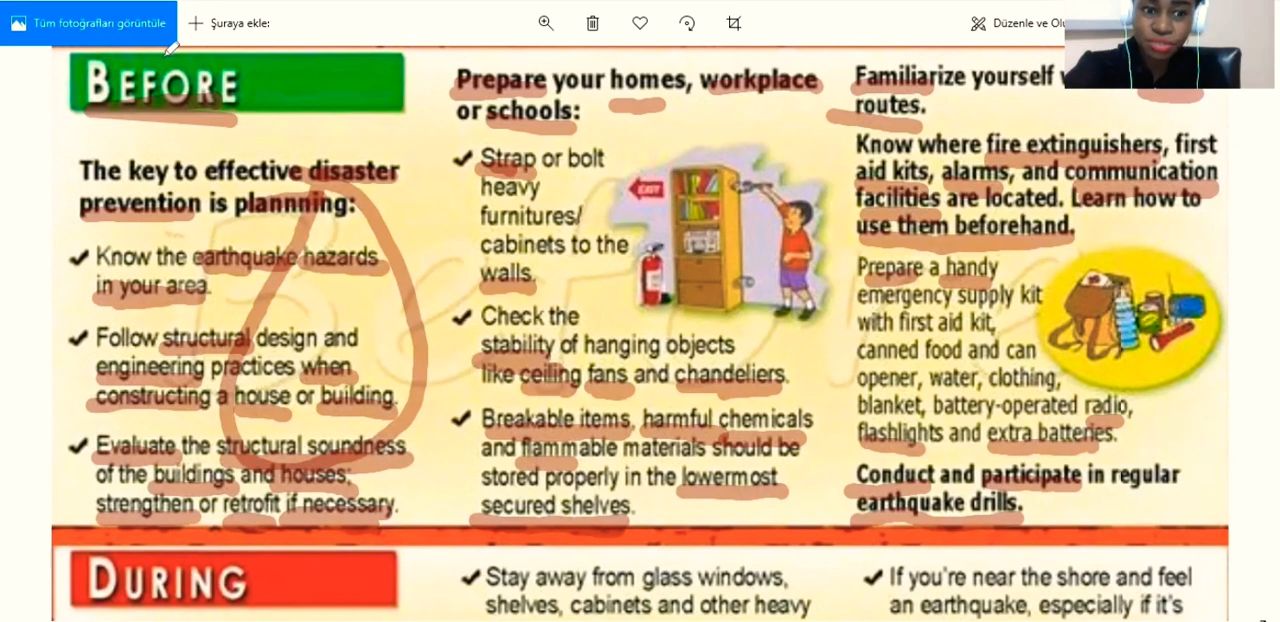 Tüm fotoğrafları görüntüle
Şuraya ekle:
Düzenle ve
BEFORE
The key to effective disaster
prevention is plannning:
Know the earthquake hazards
in your area.
Follow structural design and
engineering practices when
constructing a house or building.
Evaluate the structural soundness
of the buildings and houses;
strengthen or retrofit if necessary.
Prepare your homes, workplace
or schools:
Strap or bolt
heavy
furnitures/
cabinets to the
walls.
EXIT
Check the
stability of hanging objects
like ceiling fans and chandeliers.
Breakable items, harmful chemicals
and flammable materials should be
stored properly in the lowermost
secured shelves.
Familiarize yourself
routes.
Know where fire extinguishers, first
aid kits, alarms, and communication
facilities are located. Learn how to
use them beforehand.
Prepare a handy
emergency supply kit
with first aid kit,
canned food and can
opener, water, clothing,
blanket, battery-operated radio,
flashlights and extra batteries.
Conduct and participate in regular
earthquake drills.
Before
DURING
Stay away from glass windows,
shelves, cabinets and other heavy
If you're near the shore and feel
an earthquake, especially if it's